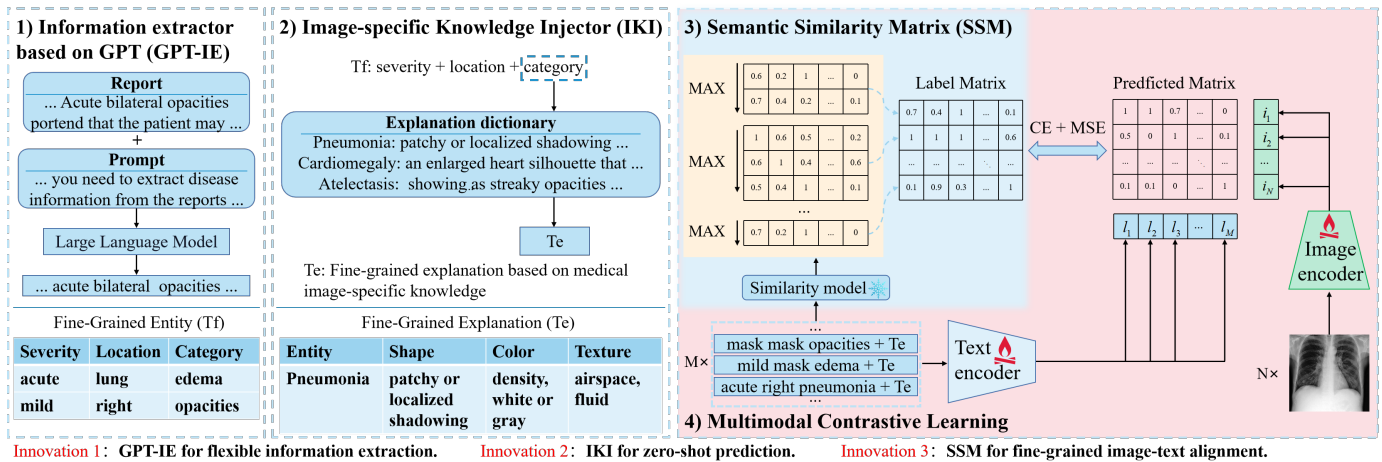 1) Information extractor
based on GPT (GPT-IE)
Report
... Acute bilateral opacities
portend that the patient may ...
+
Prompt
... you need to extract disease
information from the reports ...
Large Language Model
... acute bilateral opacities ...
Fine-Grained Entity (Tf)
Severity Location Category
acute lung edema
mild right opacities
2) Image-specific Knowledge Injector (IKI)
Tf: severity + location + category
Explanation dictionary
Pneumonia: patchy or localized shadowing ...
Cardiomegaly: an enlarged heart silhouette that ...
Atelectasis: showing as streaky opacities ...
Te
Te: Fine-grained explanation based on medical
image-specific knowledge
Fine-Grained Explanation (Te)
Entity Shape Color Texture
Pneumonia patchy or density, airspace,
localized white or fluid
shadowing gray
3) Semantic Similarity Matrix (SSM)
MAX
0.6 0.2 1 ... 0
0.7 0.4 0.2 ... 0.1
MAX
1 0.6 0.5 ... 0.2
0.6 1 0.4 ... 0.6
0.5 0.4 1 ... 0.1
...
MAX
0.7 0.2 1 ... 0
Label Matrix
0.7 0.4 1 ... 0.1
1 1 1 ... 0.6
... ... ... ⋱ ...
0.1 0.9 0.3 ... 1
CE + MSE
Predicted Matrix
1 1 0.7 ... 0
0.5 0 1 ... 0.1
... ... ... ⋱ ...
0.1 0.1 0 ... 1
i1
i2
...
iN
l1 l2 l3 ... lM
Image
encoder
Similarity model
...
M×
mask mask opacities + Te
mild mask edema + Te
acute right pneumonia + Te
...
Text
encoder
N×
4) Multimodal Contrastive Learning
Innovation 1: GPT-IE for flexible information extraction. Innovation 2: IKI for zero-shot prediction. Innovation 3: SSM for fine-grained image-text alignment.